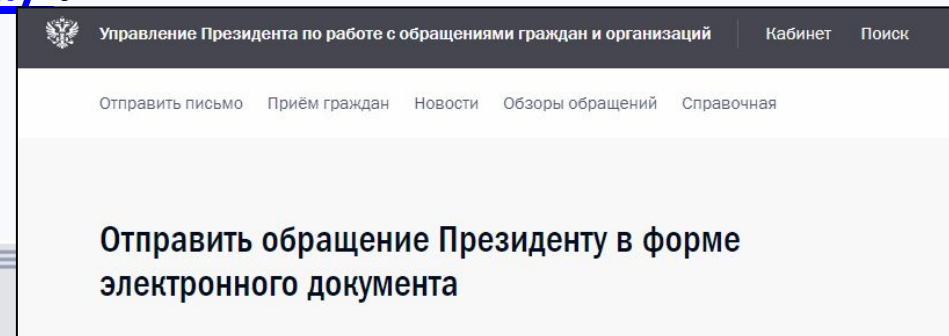 Управление Президента по работе с обращениями граждан и организаций Кабинет Поиск
Отправить письмо Приём граждан Новости Обзоры обращений Справочная
Отправить обращение Президенту в форме
электронного документа